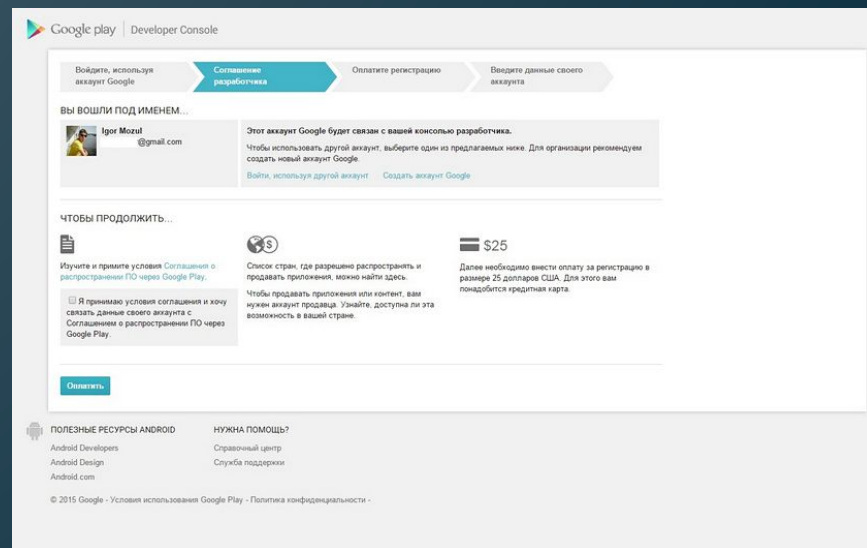 Google play | Developer Console
Войдите, используя
аккаунт Google
Соглашение
разработчика
Оплатите регистрацию
Введите данные своего
аккаунта
ВЫ ВОШЛИ ПОД ИМЕНЕМ...
Igor Mozul
@gmail.com
Этот аккаунт Google будет связан с вашей консолью разработчика.
Чтобы использовать другой аккаунт, выберите один из предлагаемых ниже. Для организации рекомендуем
создать новый аккаунт Google.
Войти, используя другой аккаунт Создать аккаунт Google
ЧТОБЫ ПРОДОЛЖИТЬ...
Изучите и примите условия Соглашения о
распространении ПО через Google Play.
Я принимаю условия соглашения и хочу
связать данные своего аккаунта с
Соглашением о распространении ПО через
Google Play.
$
Список стран, где разрешено распространять и
продавать приложения, можно найти здесь.
Чтобы продавать приложения или контент, вам
нужен аккаунт продавца. Узнайте, доступна ли эта
возможность в вашей стране.
$25
Далее необходимо внести оплату за регистрацию в
размере 25 долларов США. Для этого вам
понадобится кредитная карта.
Оплатить
ПОЛЕЗНЫЕ РЕСУРСЫ ANDROID
Android Developers
Android Design
Android.com
НУЖНА ПОМОЩЬ?
Справочный центр
Служба поддержки
© 2015 Google - Условия использования Google Play - Политика конфиденциальности -